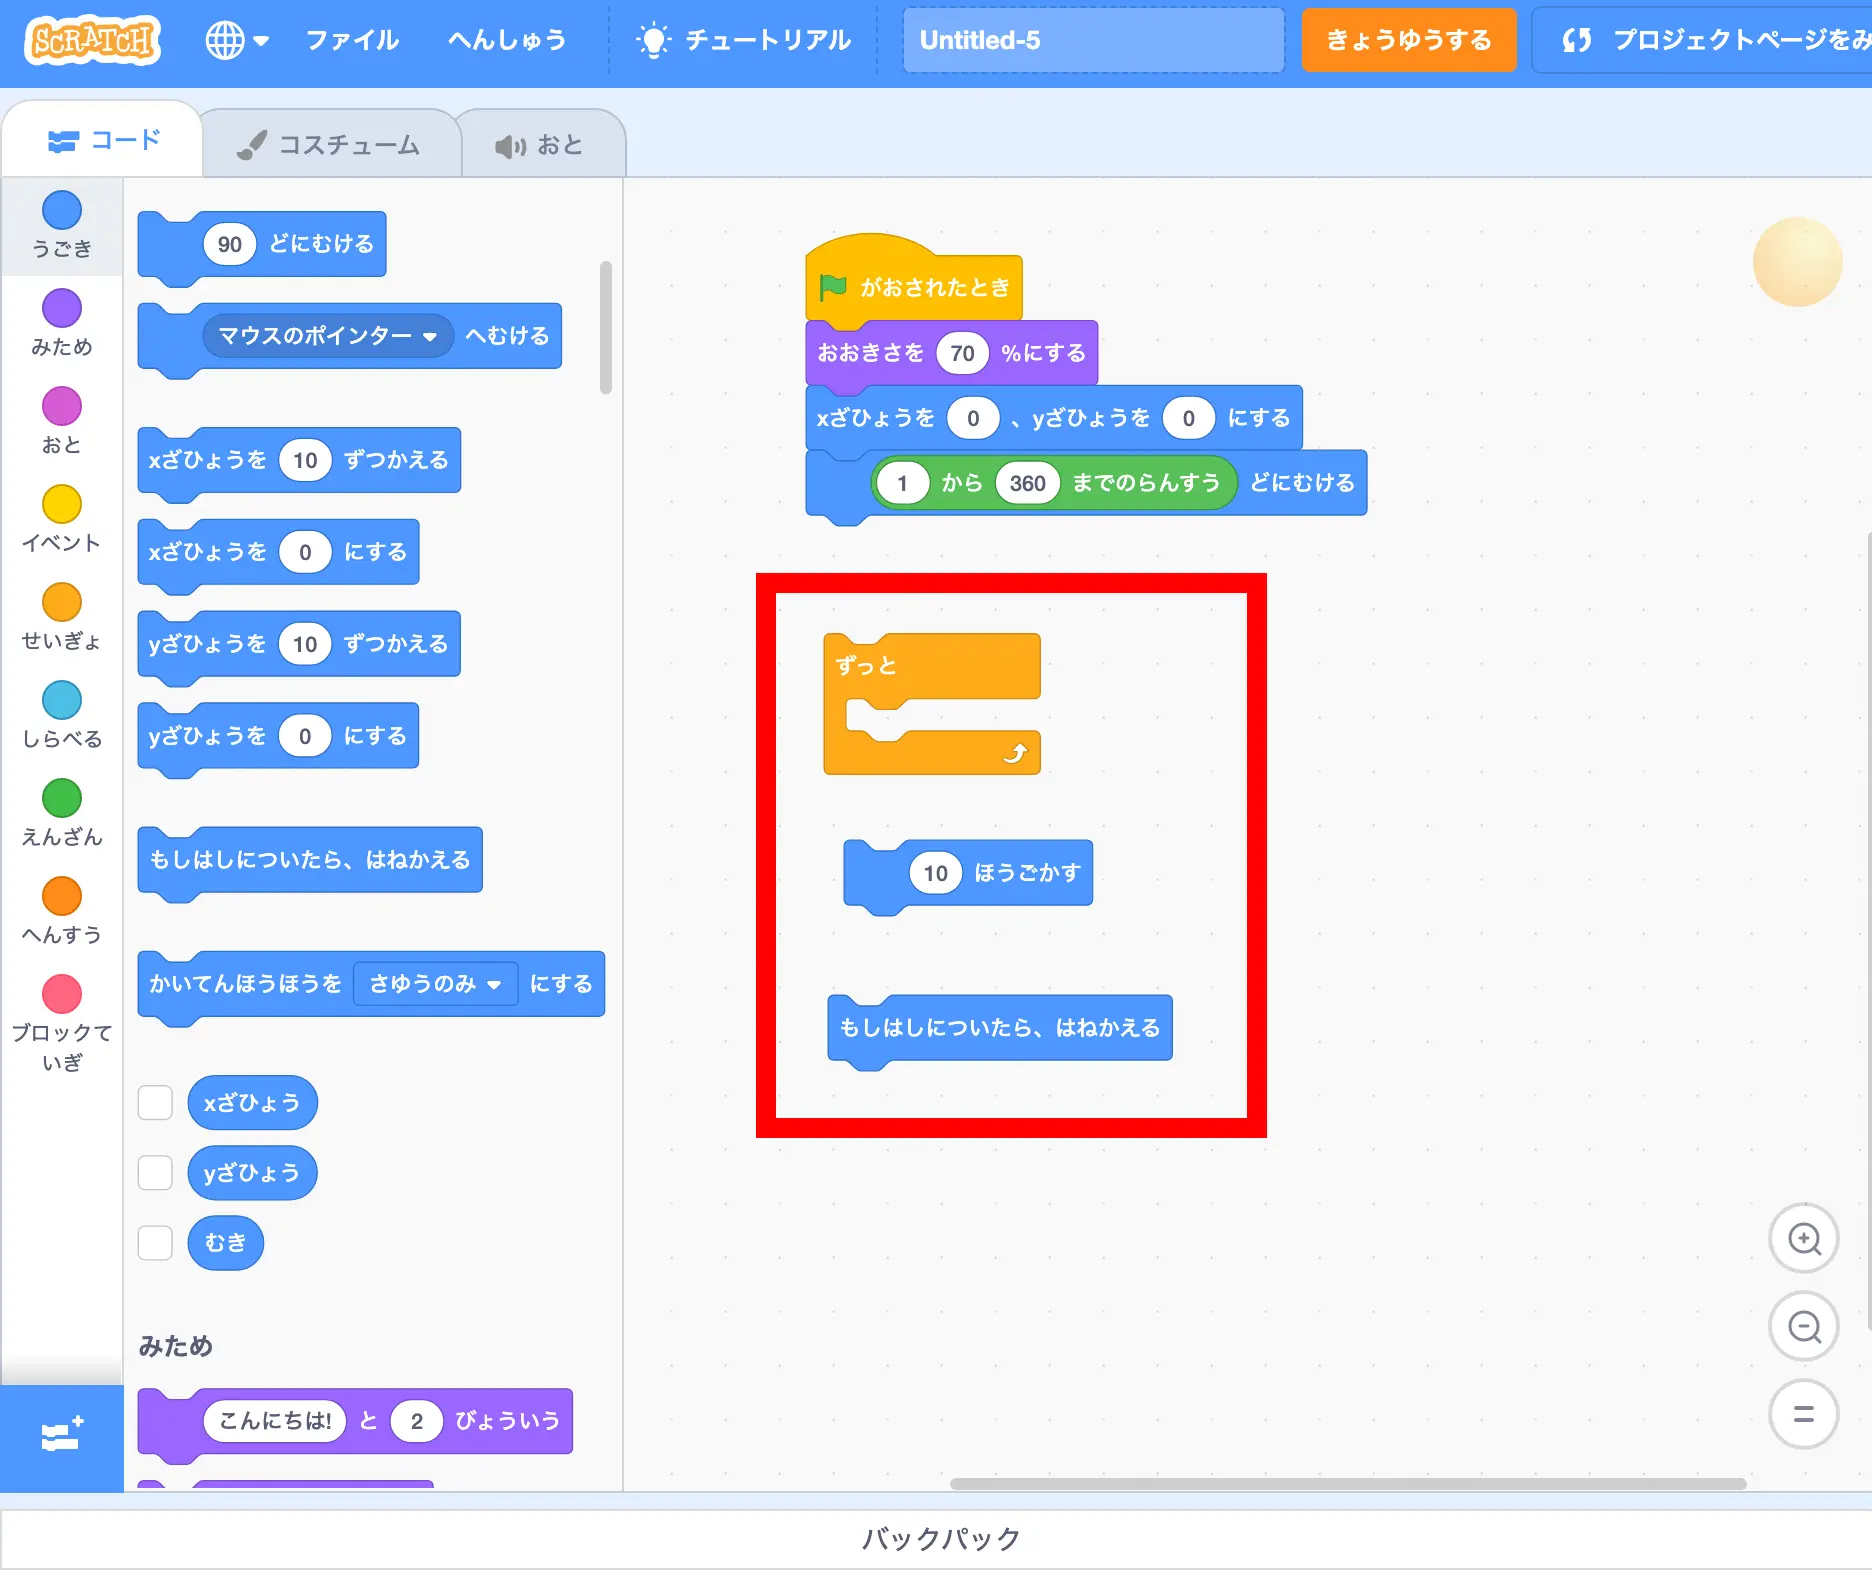 SCRATCH ファイル へんしゅう チュートリアル Untitled-5 きょうゆうする プロジェクトページをみ
コード コスチューム おと
うごき
みため
おと
イベント
せいぎょ
しらべる
えんざん
へんすう
ブロックて
いぎ
90 どにむける
マウスのポインター へむける
xざひょうを 10 ずつかえる
xざひょうを 0 にする
yざひょうを 10 ずつかえる
yざひょうを 0 にする
もしはしについたら、はねかえる
かいてんほうほうを さゆうのみ にする
xざひょう
yざひょう
むき
みため
こんにちは! と 2 びょういう
がおされたとき
おおきさを 70 %にする
xざひょうを 0 、yざひょうを 0 にする
1 から 360 までのらんすう どにむける
ずっと
10 ほうごかす
もしはしについたら、はねかえる
バックパック